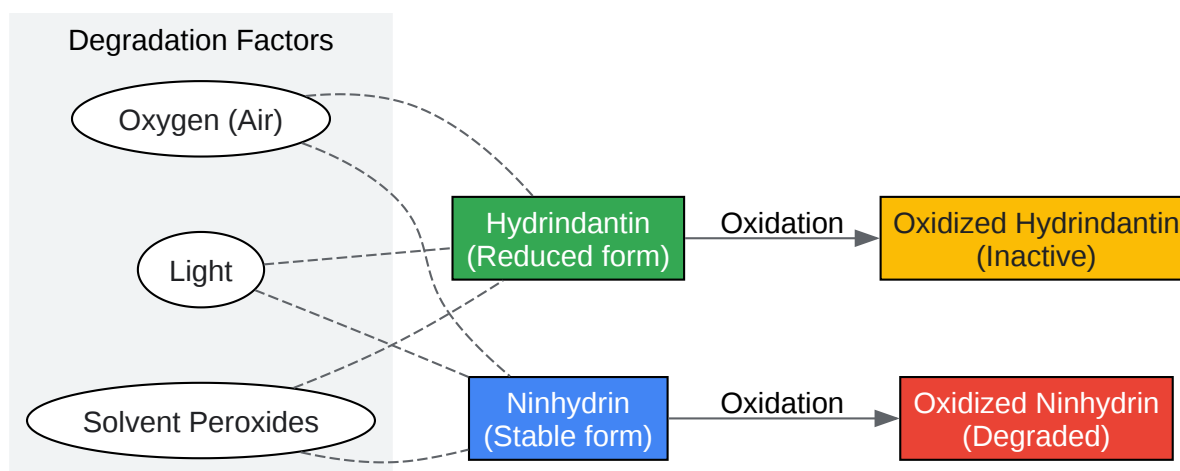 Degradation Factors
Oxygen (Air)
Light
Solvent Peroxides
Hydrindantin
(Reduced form)
Oxidation
Oxidized Hydrindantin
(Inactive)
Ninhydrin
(Stable form)
Oxidation
Oxidized Ninhydrin
(Degraded)